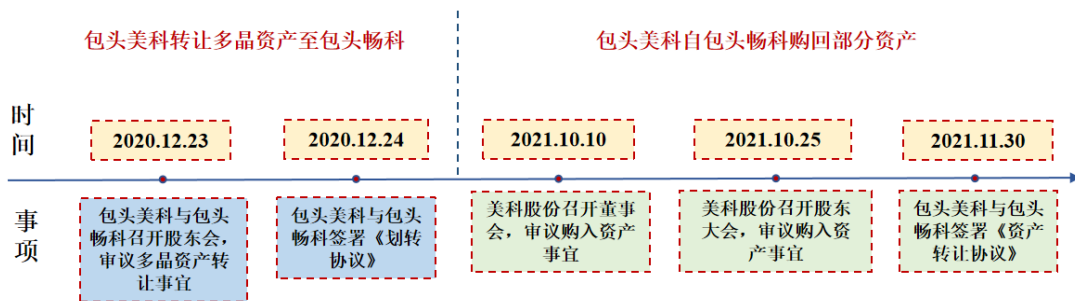 包头美科转让多晶资产至包头畅科
包头美科自包头畅科购回部分资产
时
间
2020.12.23
2020.12.24
2021.10.10
2021.10.25
2021.11.30
事
项
包头美科与包头
畅科召开股东会，
审议多晶资产转
让事宜
包头美科与包头
畅科签署《划转
协议》
美科股份召开董事
会，审议购入资产
事宜
美科股份召开股东
大会，审议购入资
产事宜
包头美科与包头
畅科签署《资产
转让协议》